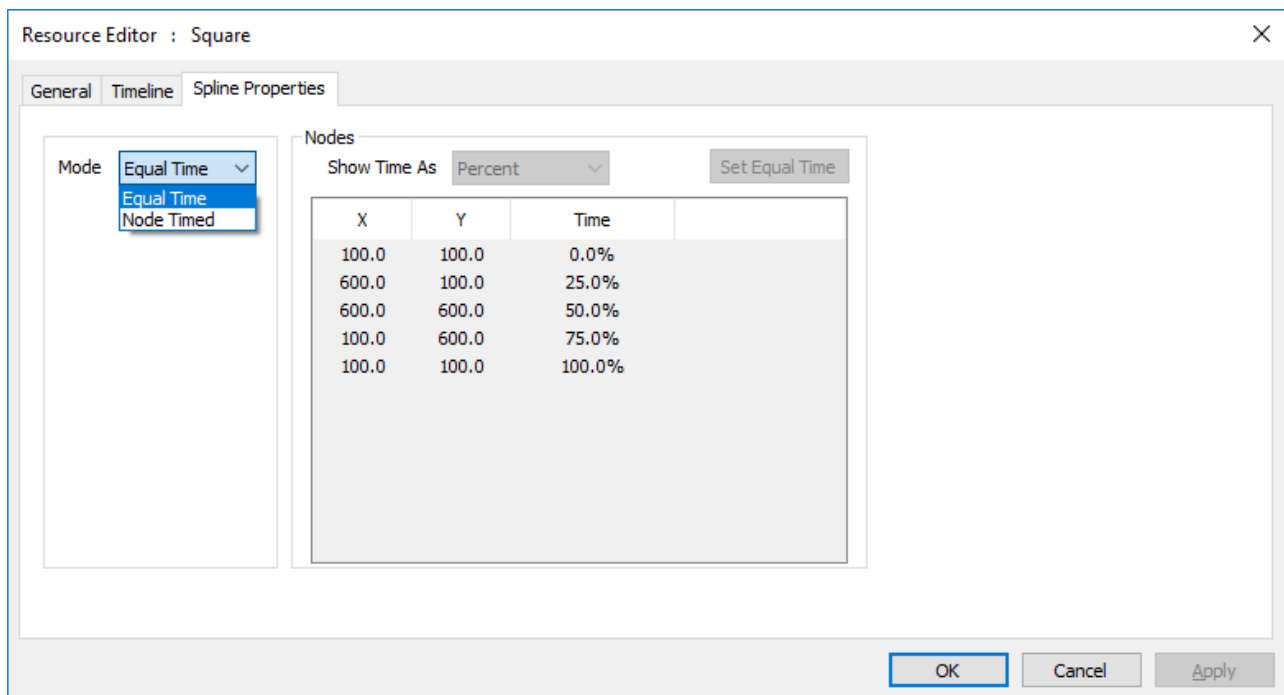 Resource Editor : Square
General Timeline Spline Properties
Mode Equal Time
Equal Time
Node Timed
Nodes
Show Time As Percent Set Equal Time
X Y Time
100.0 100.0 0.0%
600.0 100.0 25.0%
600.0 600.0 50.0%
100.0 600.0 75.0%
100.0 100.0 100.0%
OK Cancel Apply